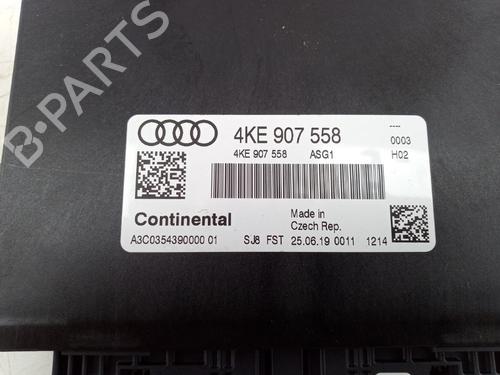 4KE 907 558
----
0003
4KE 907 558 ASG1 H02
Continental
Made in
Czech Rep.
A3C0354390000 01 SJ8 FST 25.06.19 0011 1214
B-PARTS
B-PARTS